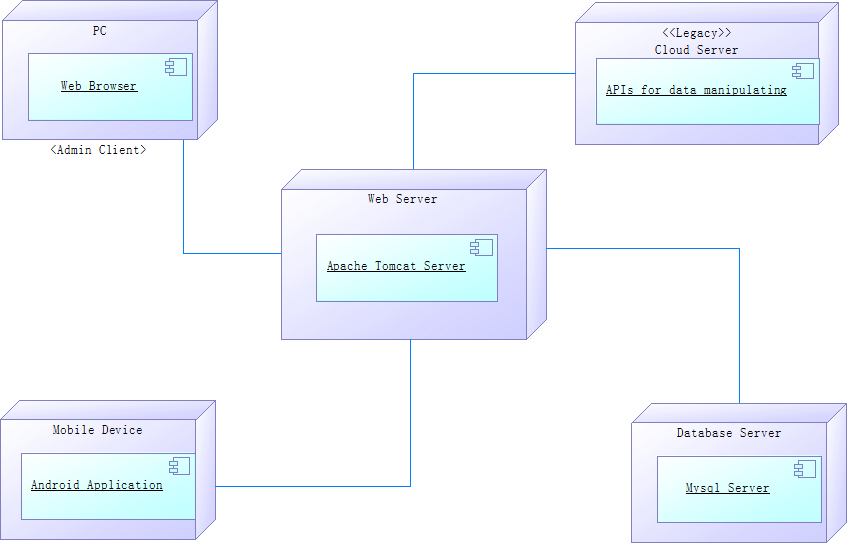 PC
Web Browser
<Admin Client>
<<Legacy>>
Cloud Server
APIs for data manipulating
Web Server
Apache Tomcat Server
Mobile Device
Android Application
Database Server
Mysql Server